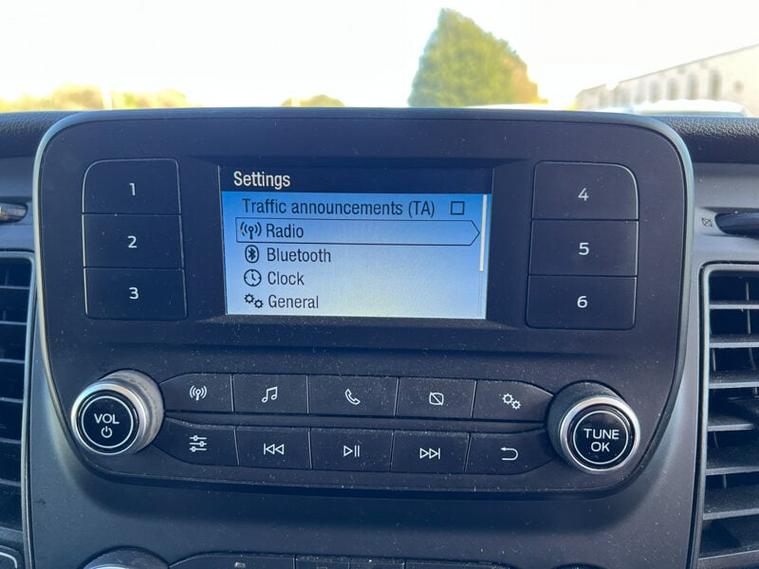 Settings
Traffic announcements (TA)
Radio
Bluetooth
Clock
General
1
2
3
4
5
6
VOL
TUNE
OK